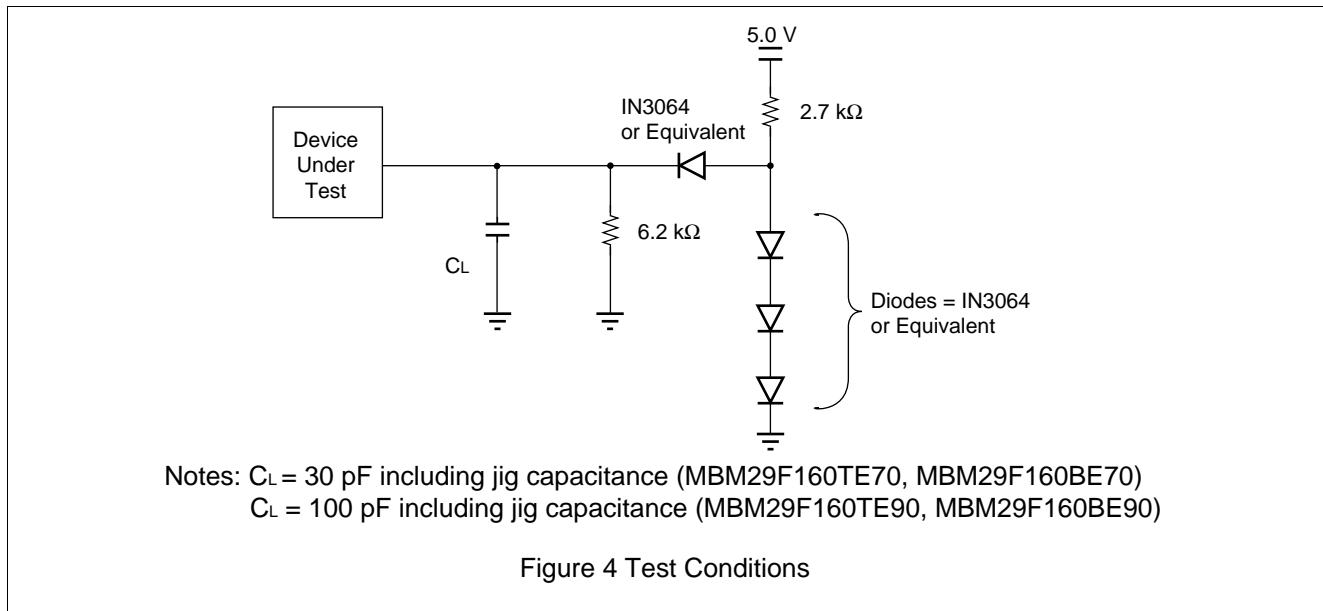 5.0 V
2.7 kΩ
IN3064
or Equivalent
Device
Under
Test
6.2 kΩ
CL
Diodes = IN3064
or Equivalent
Notes: CL = 30 pF including jig capacitance (MBM29F160TE70, MBM29F160BE70)
CL = 100 pF including jig capacitance (MBM29F160TE90, MBM29F160BE90)
Figure 4 Test Conditions